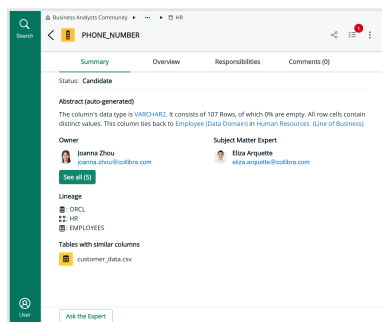 Business Analysts Community ▸ ••• ▸ HR
Search
PHONE_NUMBER
1
Summary Overview Responsibilities Comments (0)
Status: Candidate
Abstract (auto-generated)
The column's data type is VARCHAR2. It consists of 107 Rows, of which 0% are empty. All row cells contain
distinct values. This column ties back to Employee (Data Domain) in Human Resources (Line of Business)
Owner Subject Matter Expert
Joanna Zhou Eliza Arquette
joanna.zhou@collibra.com eliza.arquette@collibra.com
See all (5)
Lineage
: ORCL
: HR
: EMPLOYEES
Tables with similar columns
customer_data.csv
User
Ask the Expert